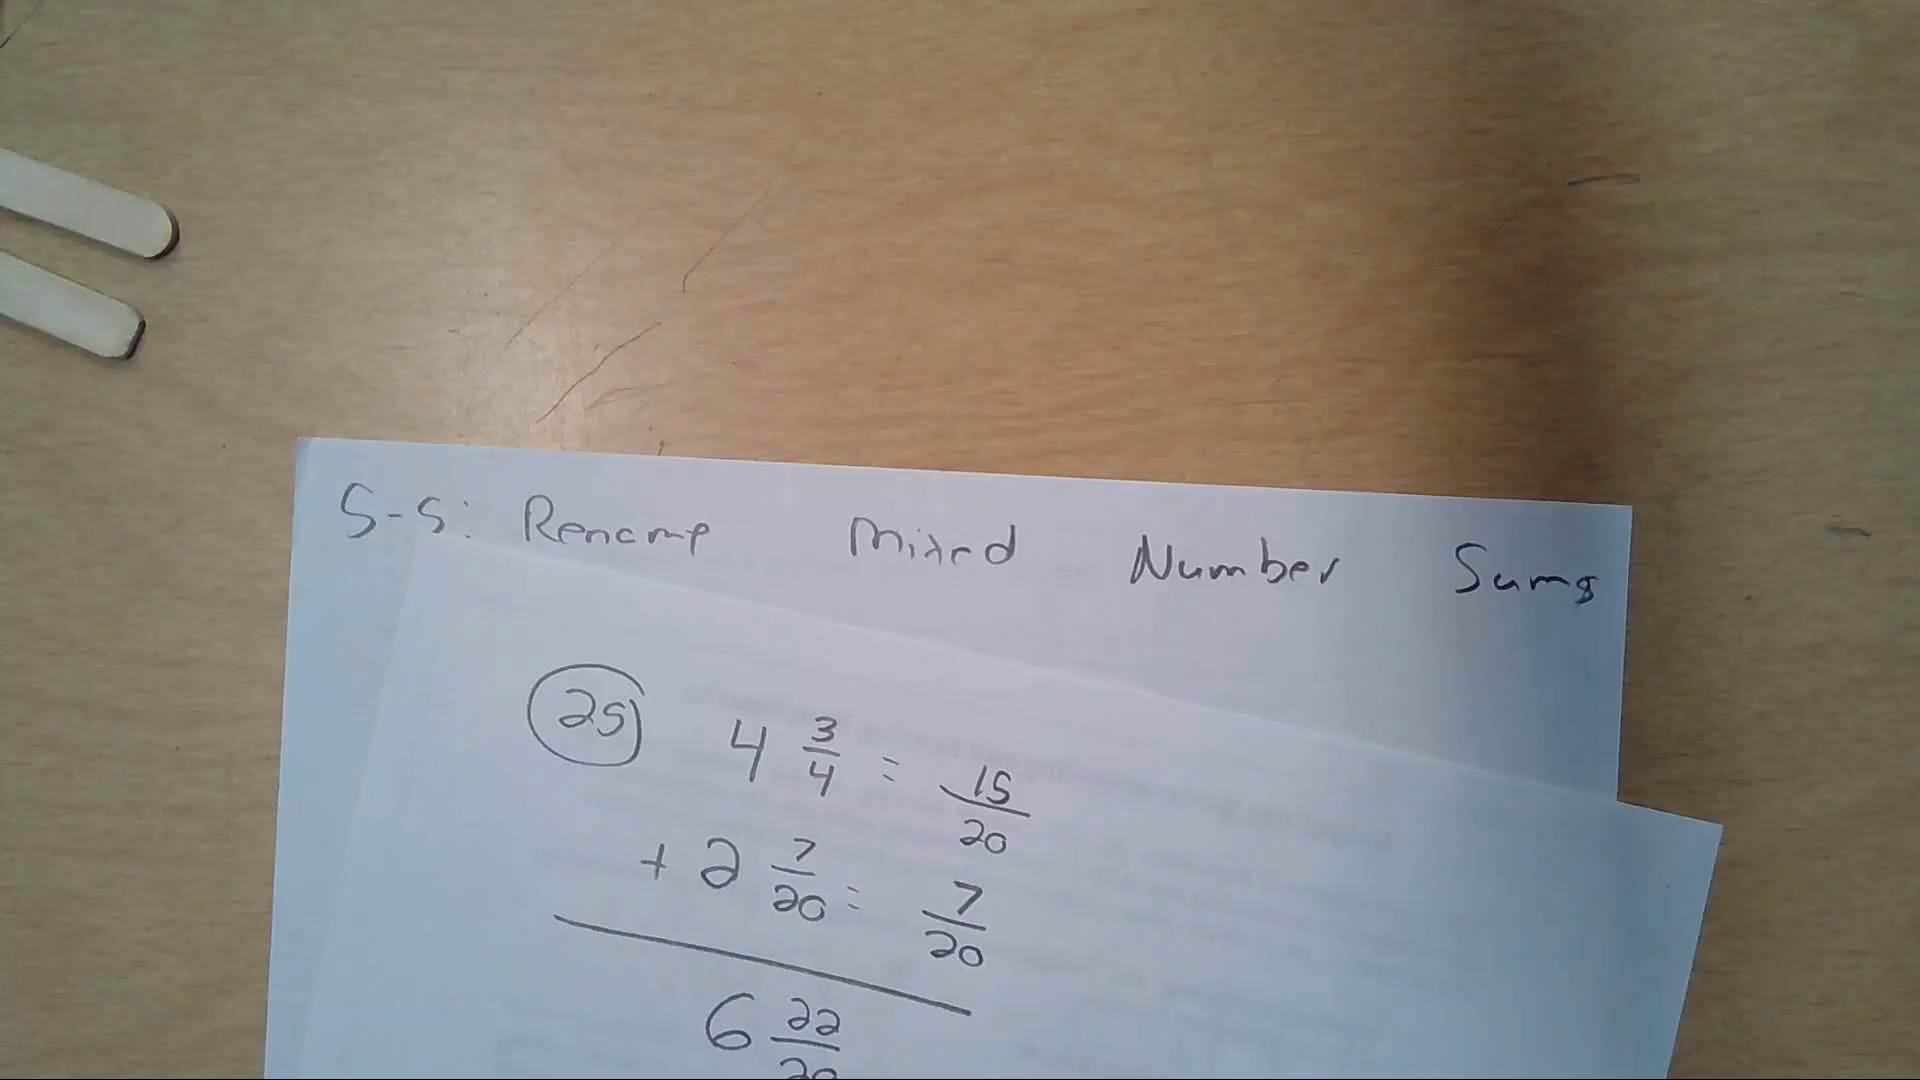 5-5: Rename Mixed Number Sums
25 4 3/4 = 15/20
+ 2 7/20 = 7/20
6 22/20